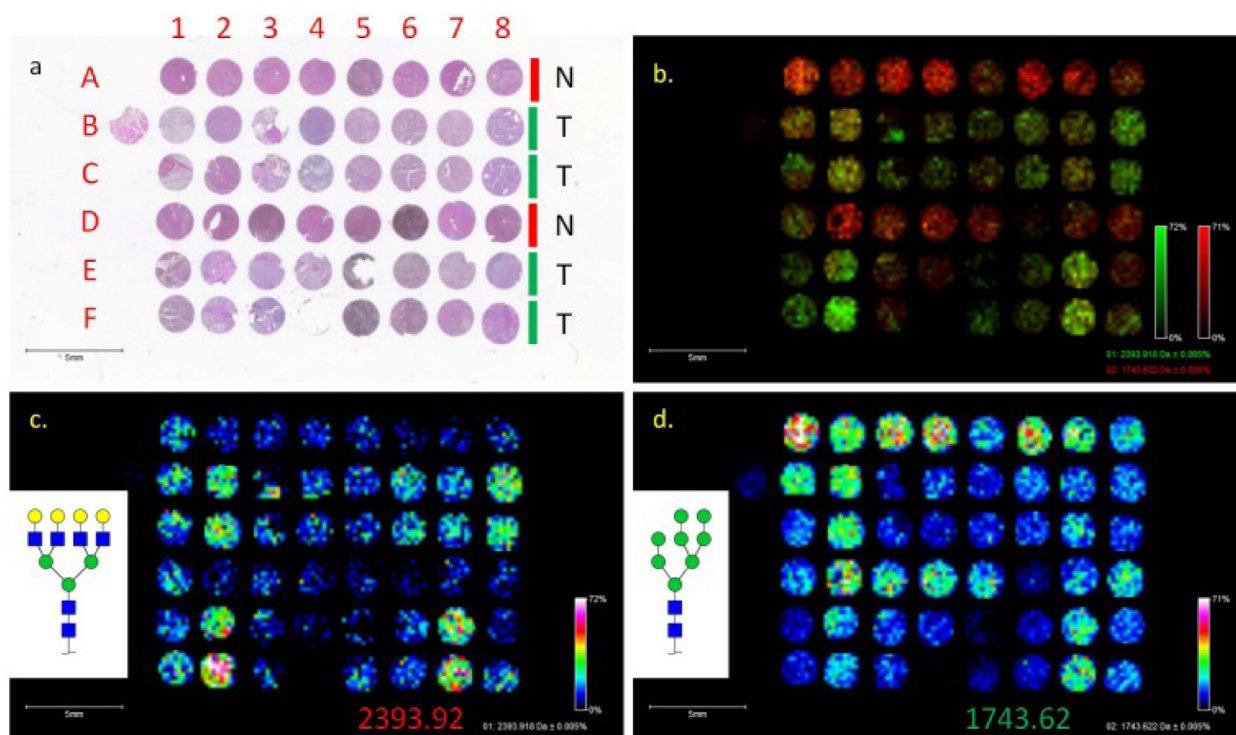 1 2 3 4 5 6 7 8
a
A N
B T
C T
D N
E T
F T
5mm
b.
72% 71%
0% 0%
5mm
01: 2393.918 Da ± 0.005%
02: 1743.622 Da ± 0.005%
c.
72%
0%
5mm
2393.92 01: 2393.918 Da ± 0.005%
d.
71%
0%
5mm
1743.62 02: 1743.622 Da ± 0.005%